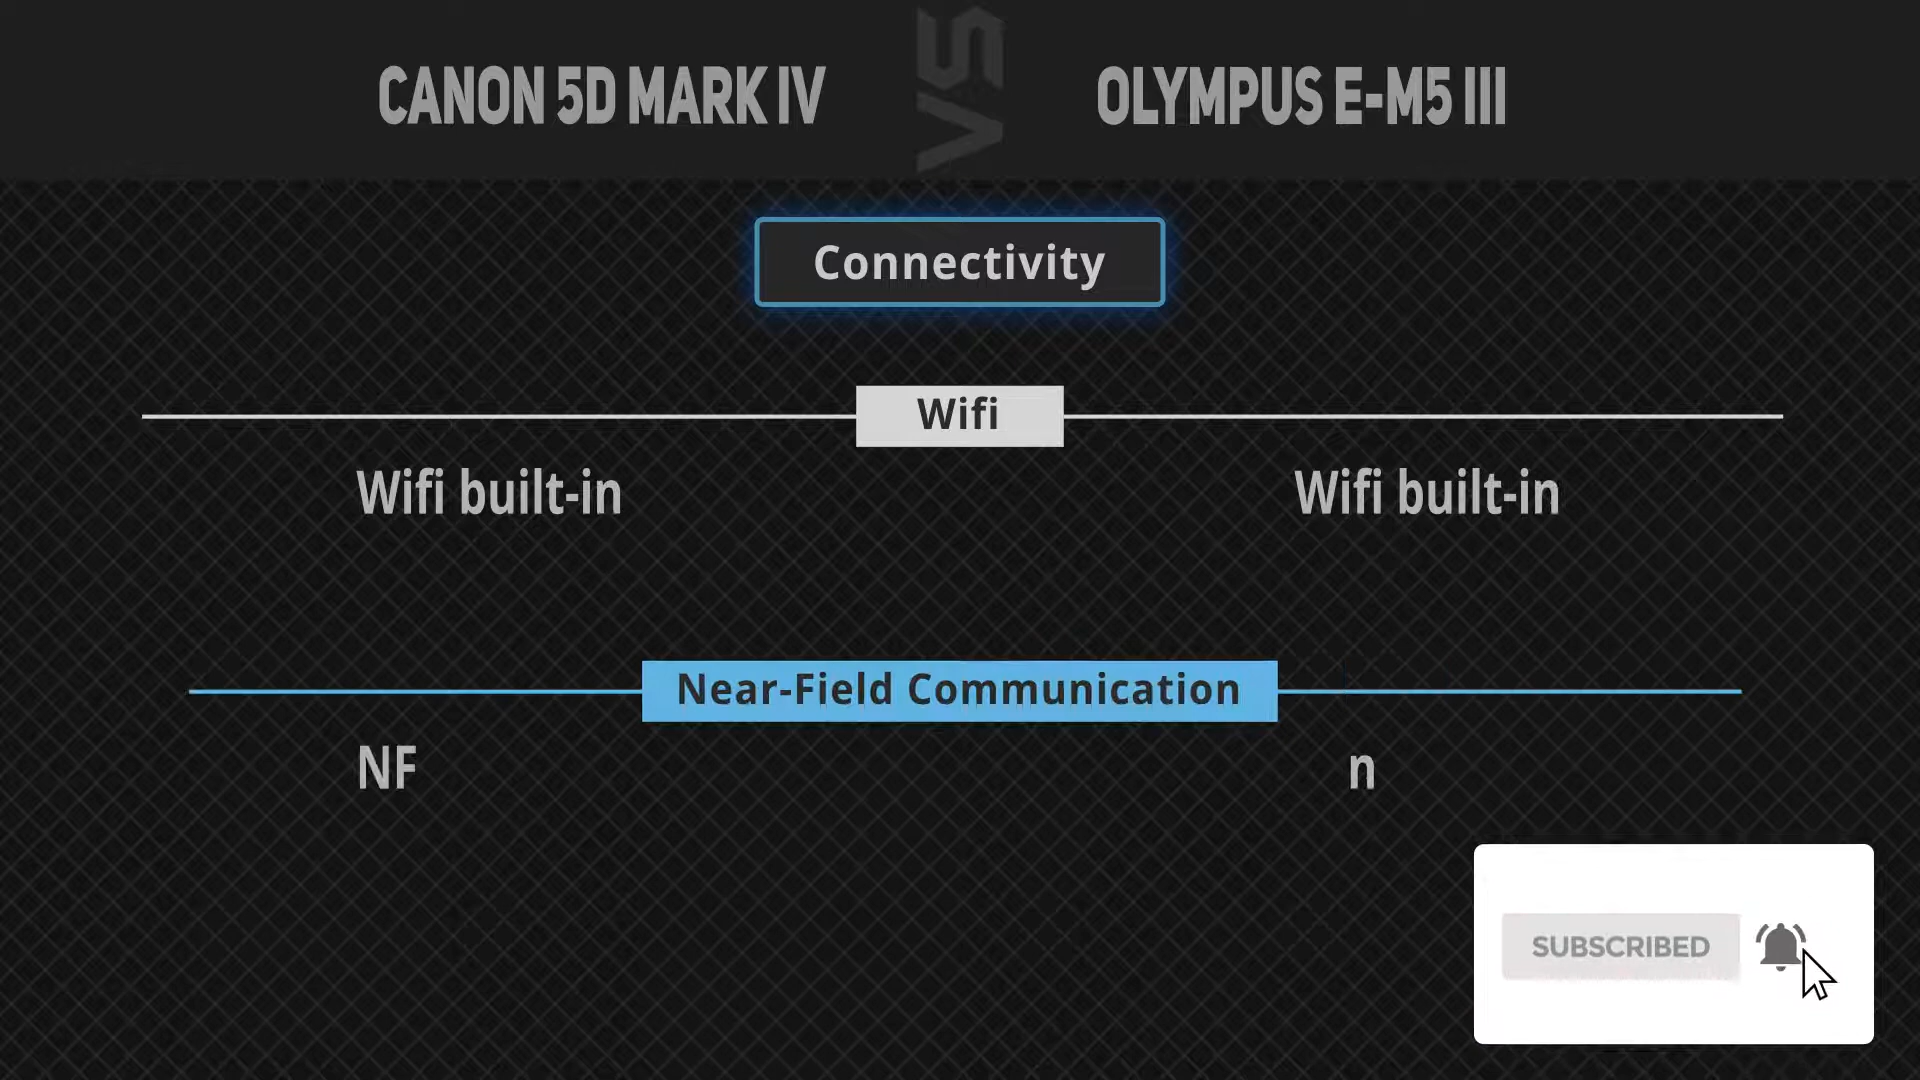 CANON 5D MARK IV
VS
OLYMPUS E-M5 III
Connectivity
Wifi
Wifi built-in
Wifi built-in
Near-Field Communication
NF
n
SUBSCRIBED